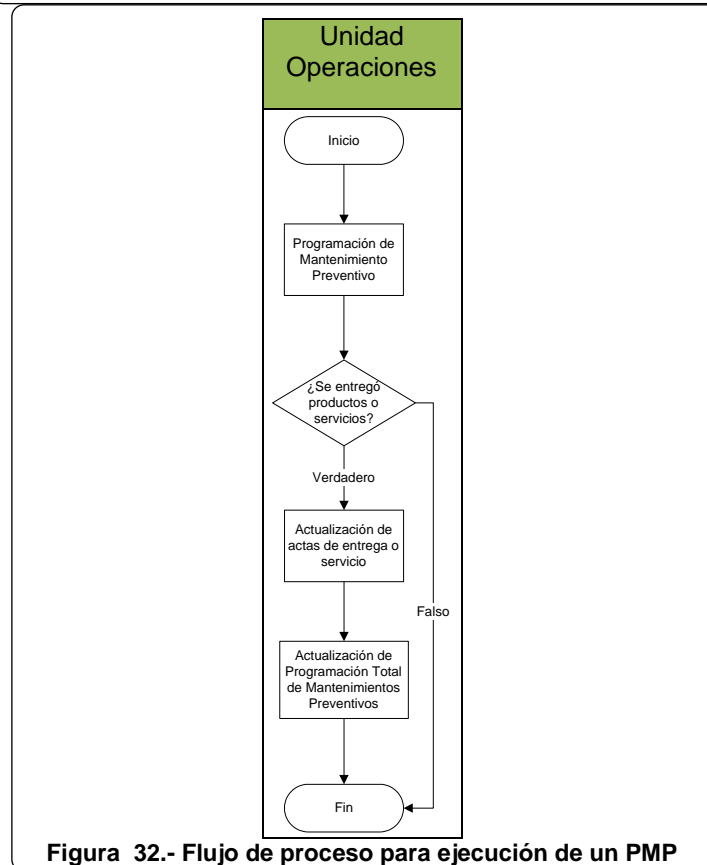 Unidad
Operaciones
Inicio
Programación de
Mantenimiento
Preventivo
¿Se entregó
productos o
servicios?
Verdadero
Actualización de
actas de entrega o
servicio
Falso
Actualización de
Programación Total
de Mantenimientos
Preventivos
Fin
Figura 32.- Flujo de proceso para ejecución de un PMP